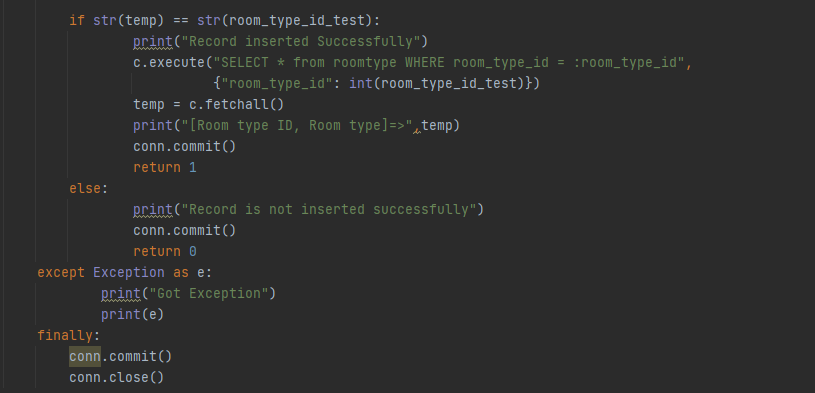 if str(temp) == str(room_type_id_test):
print("Record inserted Successfully")
c.execute("SELECT * from roomtype WHERE room_type_id = :room_type_id",
{"room_type_id": int(room_type_id_test)})
temp = c.fetchall()
print("[Room type ID, Room type]=>",temp)
conn.commit()
return 1
else:
print("Record is not inserted successfully")
conn.commit()
return 0
except Exception as e:
print("Got Exception")
print(e)
finally:
conn.commit()
conn.close()